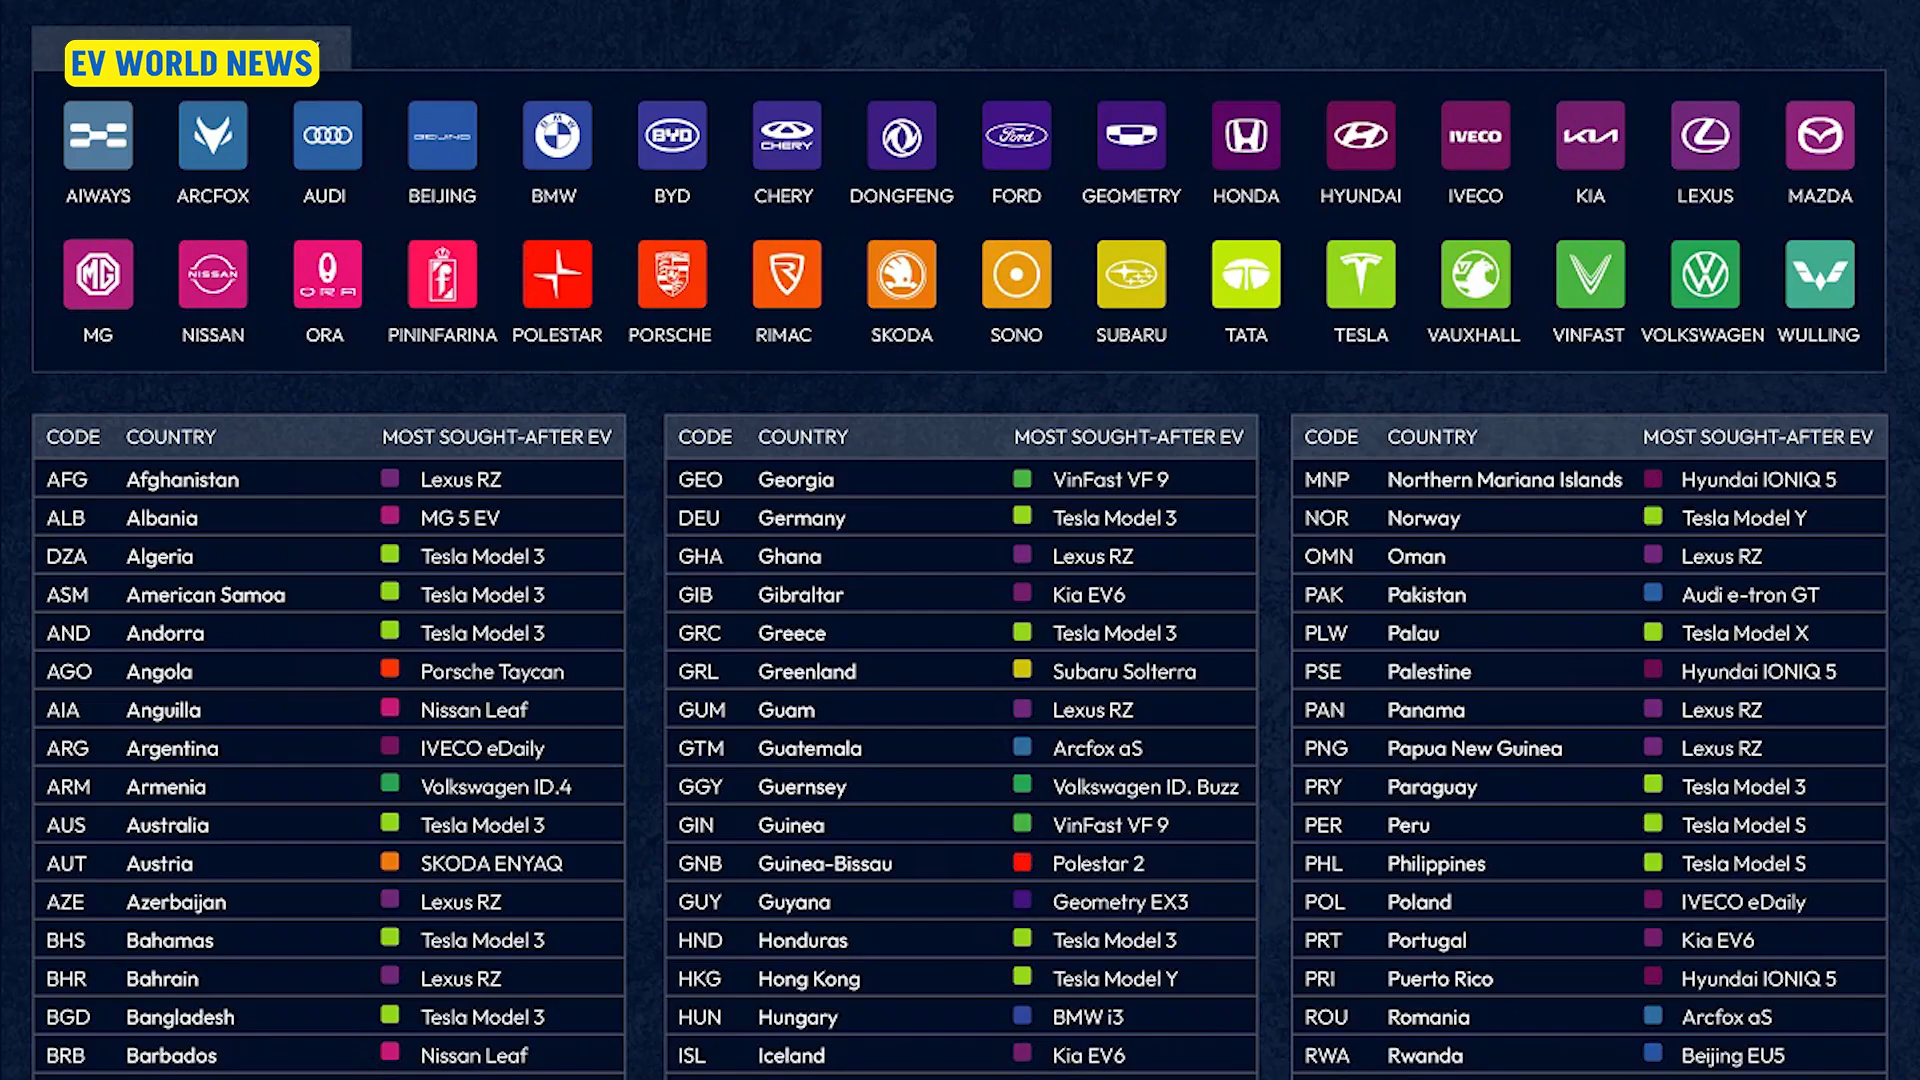 EV WORLD NEWS
BEIJING BMW BYD CHERY Ford IVECO KIA
AIWAYS ARCFOX AUDI BEIJING BMW BYD CHERY DONGFENG FORD GEOMETRY HONDA HYUNDAI IVECO KIA LEXUS MAZDA
MG NISSAN ORA
MG NISSAN ORA PININFARINA POLESTAR PORSCHE RIMAC SKODA SONO SUBARU TATA TESLA VAUXHALL VINFAST VOLKSWAGEN WULLING
CODE COUNTRY MOST SOUGHT-AFTER EV
AFG Afghanistan Lexus RZ
ALB Albania MG 5 EV
DZA Algeria Tesla Model 3
ASM American Samoa Tesla Model 3
AND Andorra Tesla Model 3
AGO Angola Porsche Taycan
AIA Anguilla Nissan Leaf
ARG Argentina IVECO eDaily
ARM Armenia Volkswagen ID.4
AUS Australia Tesla Model 3
AUT Austria SKODA ENYAQ
AZE Azerbaijan Lexus RZ
BHS Bahamas Tesla Model 3
BHR Bahrain Lexus RZ
BGD Bangladesh Tesla Model 3
BRB Barbados Nissan Leaf
CODE COUNTRY MOST SOUGHT-AFTER EV
GEO Georgia VinFast VF 9
DEU Germany Tesla Model 3
GHA Ghana Lexus RZ
GIB Gibraltar Kia EV6
GRC Greece Tesla Model 3
GRL Greenland Subaru Solterra
GUM Guam Lexus RZ
GTM Guatemala Arcfox aS
GGY Guernsey Volkswagen ID. Buzz
GIN Guinea VinFast VF 9
GNB Guinea-Bissau Polestar 2
GUY Guyana Geometry EX3
HND Honduras Tesla Model 3
HKG Hong Kong Tesla Model Y
HUN Hungary BMW i3
ISL Iceland Kia EV6
CODE COUNTRY MOST SOUGHT-AFTER EV
MNP Northern Mariana Islands Hyundai IONIQ 5
NOR Norway Tesla Model Y
OMN Oman Lexus RZ
PAK Pakistan Audi e-tron GT
PLW Palau Tesla Model X
PSE Palestine Hyundai IONIQ 5
PAN Panama Lexus RZ
PNG Papua New Guinea Lexus RZ
PRY Paraguay Tesla Model 3
PER Peru Tesla Model S
PHL Philippines Tesla Model S
POL Poland IVECO eDaily
PRT Portugal Kia EV6
PRI Puerto Rico Hyundai IONIQ 5
ROU Romania Arcfox aS
RWA Rwanda Beijing EU5